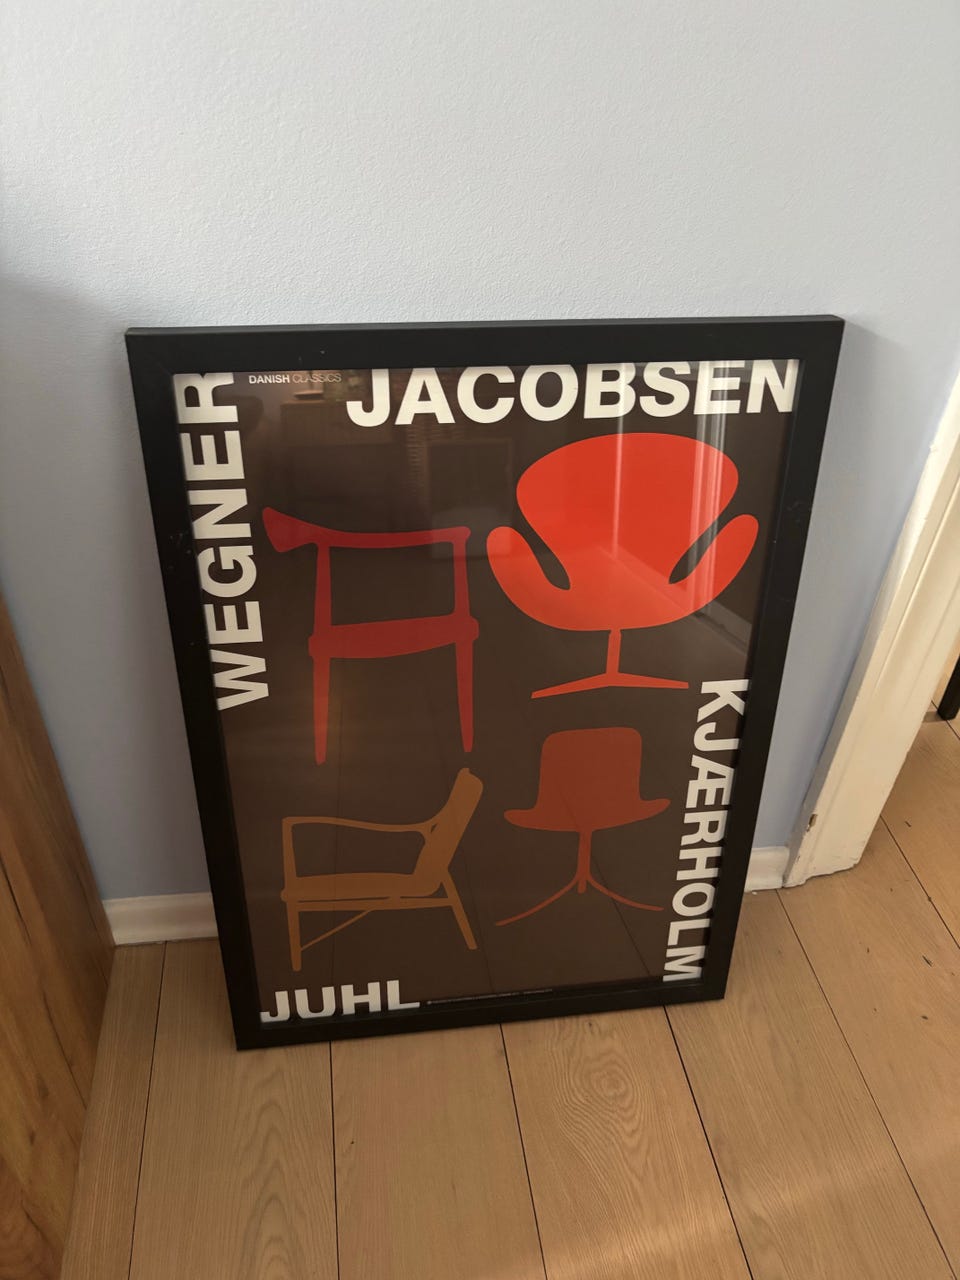 DANISH CLASSICS
JACOBSEN
WEGNER
KJÆRHOLM
JUHL